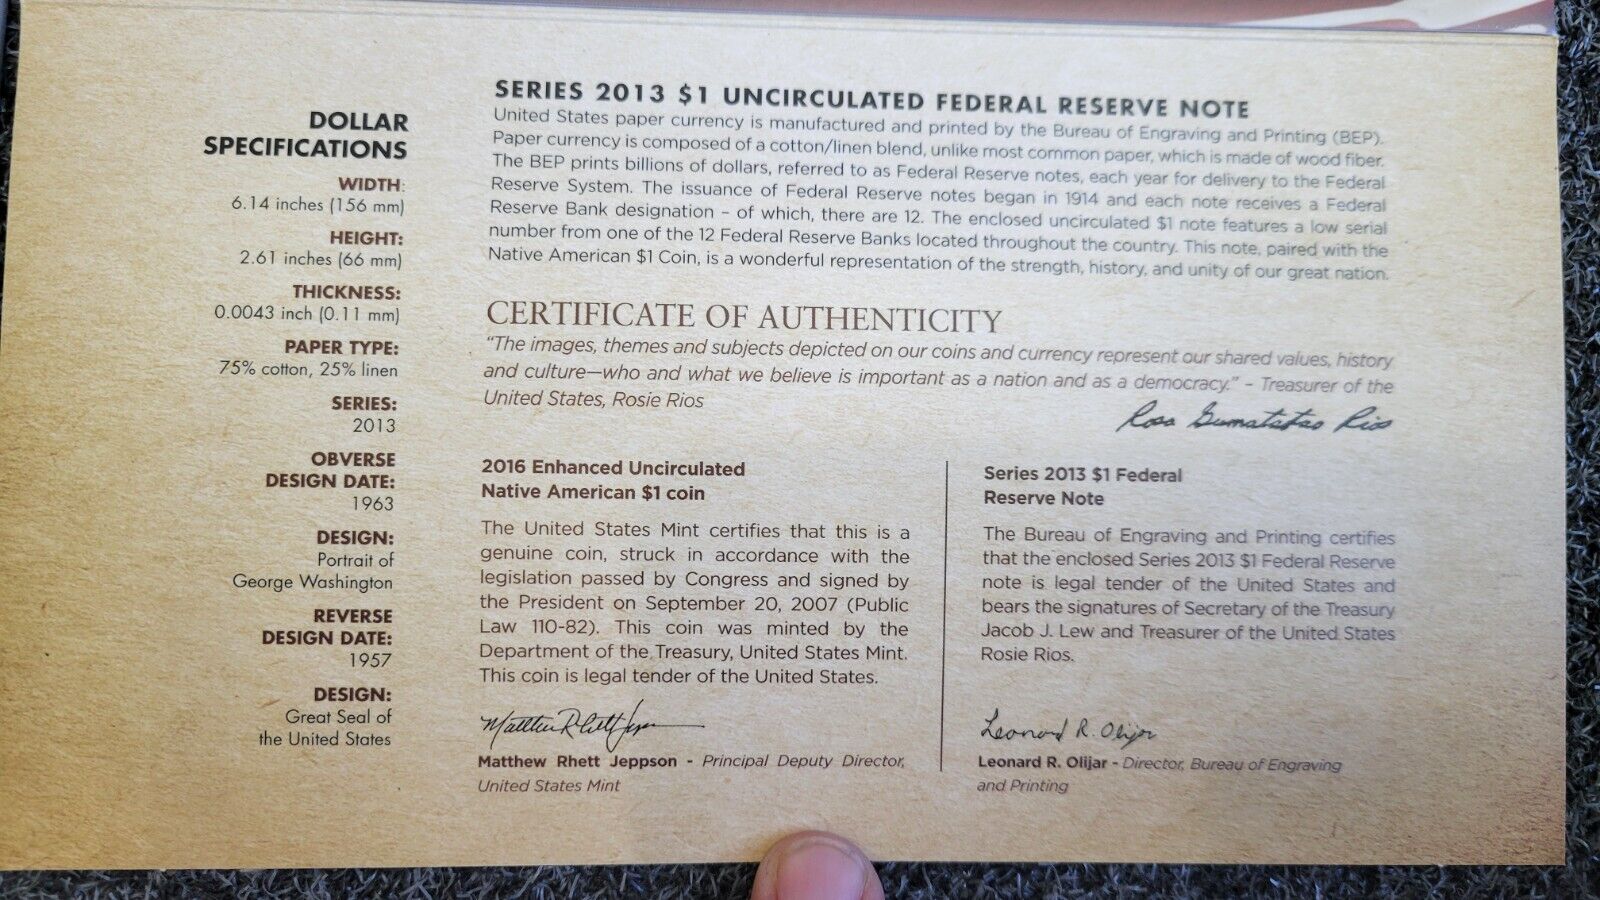 DOLLAR
SPECIFICATIONS
WIDTH:
6.14 inches (156 mm)
HEIGHT:
2.61 inches (66 mm)
THICKNESS:
0.0043 inch (0.11 mm)
PAPER TYPE:
75% cotton, 25% linen
SERIES:
2013
OBVERSE
DESIGN DATE:
1963
DESIGN:
Portrait of
George Washington
REVERSE
DESIGN DATE:
1957
DESIGN:
Great Seal of
the United States
SERIES 2013 $1 UNCIRCULATED FEDERAL RESERVE NOTE
United States paper currency is manufactured and printed by the Bureau of Engraving and Printing (BEP).
Paper currency is composed of a cotton/linen blend, unlike most common paper, which is made of wood fiber.
The BEP prints billions of dollars, referred to as Federal Reserve notes, each year for delivery to the Federal
Reserve System. The issuance of Federal Reserve notes began in 1914 and each note receives a Federal
Reserve Bank designation – of which, there are 12. The enclosed uncirculated $1 note features a low serial
number from one of the 12 Federal Reserve Banks located throughout the country. This note, paired with the
Native American $1 Coin, is a wonderful representation of the strength, history, and unity of our great nation.
CERTIFICATE OF AUTHENTICITY
"The images, themes and subjects depicted on our coins and currency represent our shared values, history
and culture—who and what we believe is important as a nation and as a democracy." – Treasurer of the
United States, Rosie Rios
Rosa Gumataotao Rios
2016 Enhanced Uncirculated
Native American $1 coin
The United States Mint certifies that this is a
genuine coin, struck in accordance with the
legislation passed by Congress and signed by
the President on September 20, 2007 (Public
Law 110-82). This coin was minted by the
Department of the Treasury, United States Mint.
This coin is legal tender of the United States.
Matthew Rhett Jeppson
Matthew Rhett Jeppson - Principal Deputy Director,
United States Mint
Series 2013 $1 Federal
Reserve Note
The Bureau of Engraving and Printing certifies
that the enclosed Series 2013 $1 Federal Reserve
note is legal tender of the United States and
bears the signatures of Secretary of the Treasury
Jacob J. Lew and Treasurer of the United States
Rosie Rios.
Leonard R. Olijar
Leonard R. Olijar - Director, Bureau of Engraving
and Printing